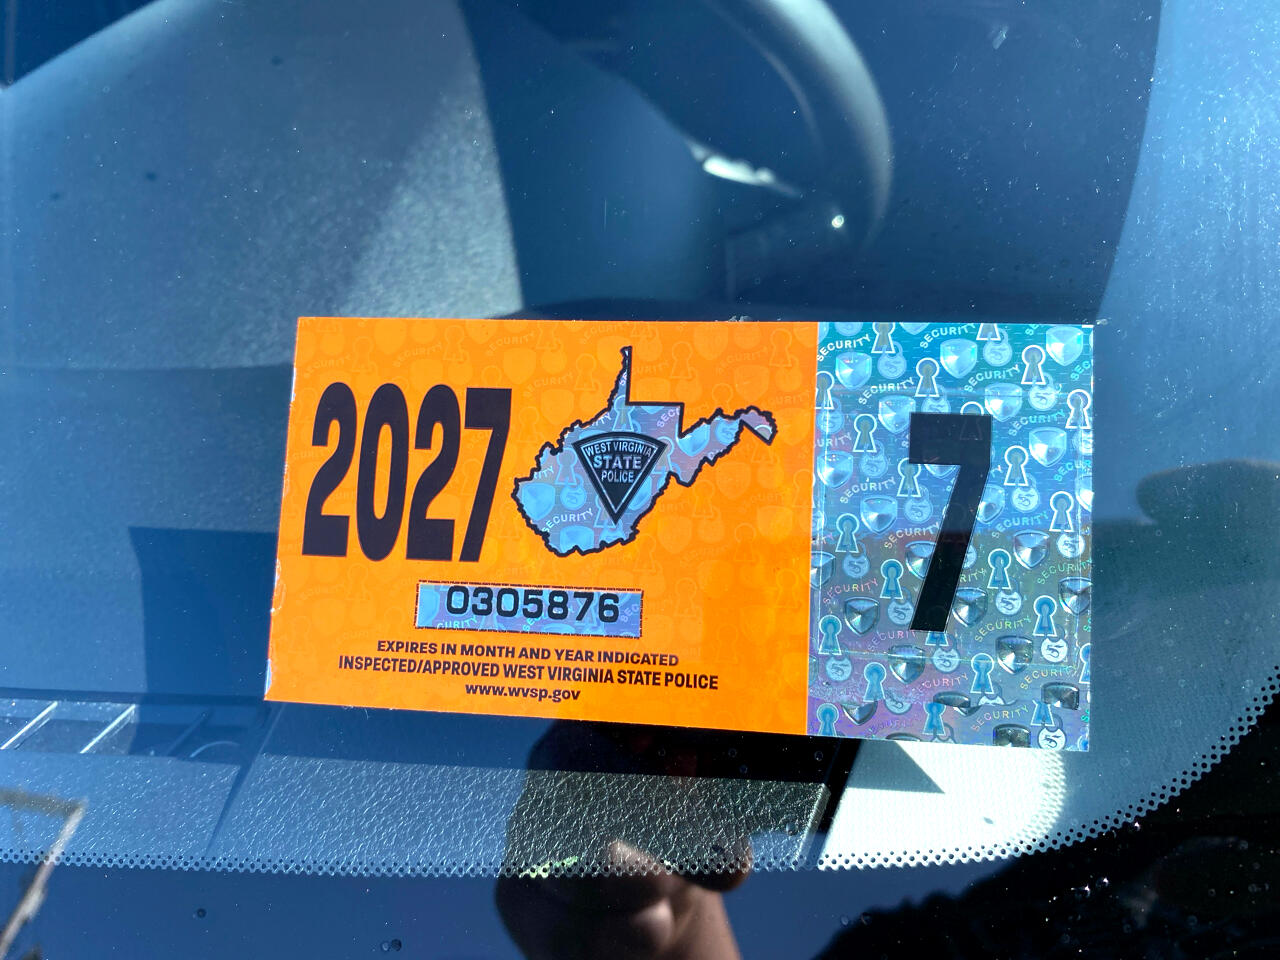 2027
WEST VIRGINIA
STATE
POLICE
7
0305876
EXPIRES IN MONTH AND YEAR INDICATED
INSPECTED/APPROVED WEST VIRGINIA STATE POLICE
www.wvsp.gov
SECURITY